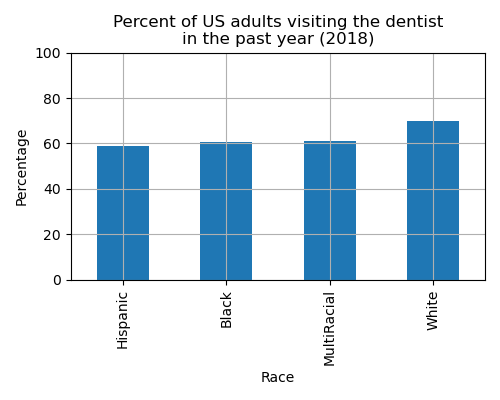 Percent of US adults visiting the dentist
in the past year (2018)
100
80
60
40
20
0
Percentage
Hispanic
Black
MultiRacial
White
Race